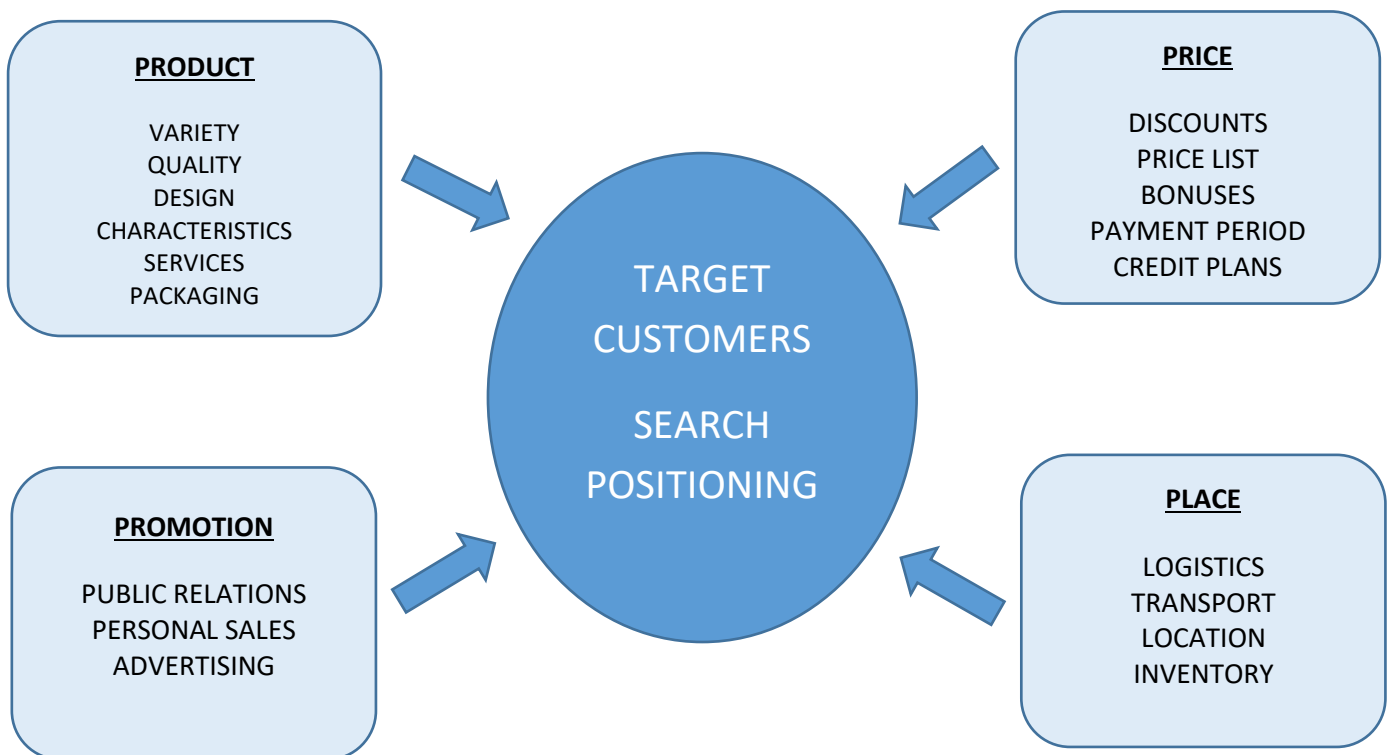 PRODUCT
VARIETY
QUALITY
DESIGN
CHARACTERISTICS
SERVICES
PACKAGING
PRICE
DISCOUNTS
PRICE LIST
BONUSES
PAYMENT PERIOD
CREDIT PLANS
TARGET
CUSTOMERS
SEARCH
POSITIONING
PROMOTION
PUBLIC RELATIONS
PERSONAL SALES
ADVERTISING
PLACE
LOGISTICS
TRANSPORT
LOCATION
INVENTORY